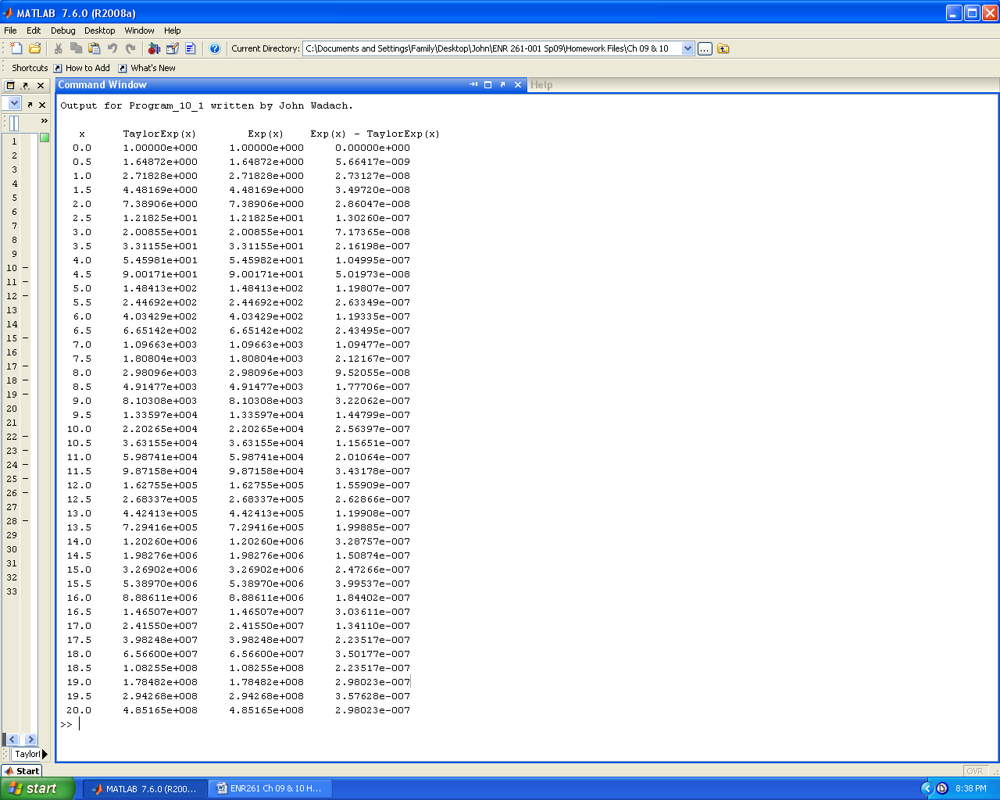 MATLAB 7.6.0 (R2008a)
File Edit Debug Desktop Window Help
Current Directory: C:\Documents and Settings\Family\Desktop\John\ENR 261-001 Sp09\Homework Files\Ch 09 & 10 ...
Shortcuts How to Add What's New
Command Window
Help
Output for Program_10_1 written by John Wadach.
x TaylorExp(x) Exp(x) Exp(x) - TaylorExp(x)
0.0 1.00000e+000 1.00000e+000 0.00000e+000
0.5 1.64872e+000 1.64872e+000 5.66417e-009
1.0 2.71828e+000 2.71828e+000 2.73127e-008
1.5 4.48169e+000 4.48169e+000 3.49720e-008
2.0 7.38906e+000 7.38906e+000 2.86047e-008
2.5 1.21825e+001 1.21825e+001 1.30260e-007
3.0 2.00855e+001 2.00855e+001 7.17365e-008
3.5 3.31155e+001 3.31155e+001 2.16198e-007
4.0 5.45981e+001 5.45982e+001 1.04995e-007
4.5 9.00171e+001 9.00171e+001 5.01973e-008
5.0 1.48413e+002 1.48413e+002 1.19807e-007
5.5 2.44692e+002 2.44692e+002 2.63349e-007
6.0 4.03429e+002 4.03429e+002 1.19335e-007
6.5 6.65142e+002 6.65142e+002 2.43495e-007
7.0 1.09663e+003 1.09663e+003 1.09477e-007
7.5 1.80804e+003 1.80804e+003 2.12167e-007
8.0 2.98096e+003 2.98096e+003 9.52055e-008
8.5 4.91477e+003 4.91477e+003 1.77706e-007
9.0 8.10308e+003 8.10308e+003 3.22062e-007
9.5 1.33597e+004 1.33597e+004 1.44799e-007
10.0 2.20265e+004 2.20265e+004 2.56397e-007
10.5 3.63155e+004 3.63155e+004 1.15651e-007
11.0 5.98741e+004 5.98741e+004 2.01064e-007
11.5 9.87158e+004 9.87158e+004 3.43178e-007
12.0 1.62755e+005 1.62755e+005 1.55909e-007
12.5 2.68337e+005 2.68337e+005 2.62866e-007
13.0 4.42413e+005 4.42413e+005 1.19908e-007
13.5 7.29416e+005 7.29416e+005 1.99885e-007
14.0 1.20260e+006 1.20260e+006 3.28757e-007
14.5 1.98276e+006 1.98276e+006 1.50874e-007
15.0 3.26902e+006 3.26902e+006 2.47266e-007
15.5 5.38970e+006 5.38970e+006 3.99537e-007
16.0 8.88611e+006 8.88611e+006 1.84402e-007
16.5 1.46507e+007 1.46507e+007 3.03611e-007
17.0 2.41550e+007 2.41550e+007 1.34110e-007
17.5 3.98248e+007 3.98248e+007 2.23517e-007
18.0 6.56600e+007 6.56600e+007 3.50177e-007
18.5 1.08255e+008 1.08255e+008 2.23517e-007
19.0 1.78482e+008 1.78482e+008 2.98023e-007
19.5 2.94268e+008 2.94268e+008 3.57628e-007
20.0 4.85165e+008 4.85165e+008 2.98023e-007
>>
1
2
3
4
5
6
7
8
9
10 –
11 –
12 –
13
14
15 –
16
17 –
18 –
19 –
20
21
22 –
23 –
24 –
25 –
26 –
27
28 –
29
30
31
32
33
Taylorl
Start
OVR
start
MATLAB 7.6.0 (R200...
ENR261 Ch 09 & 10 H...
8:38 PM